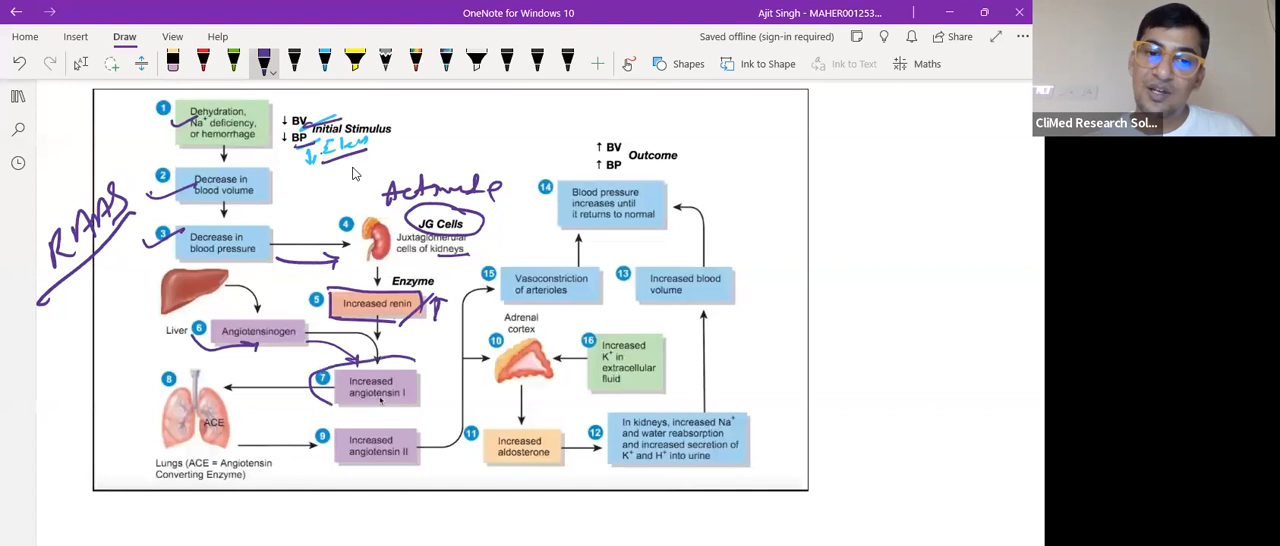 OneNote for Windows 10
Ajit Singh - MAHER001253...
Home Insert Draw View Help
Saved offline (sign-in required) Share
Shapes Ink to Shape Ink to Text Maths
CliMed Research Sol...
1 Dehydration,
Na+ deficiency,
or hemorrhage
↓ BV
↓ BP
Initial Stimulus
2 Decrease in
blood volume
3 Decrease in
blood pressure
RAAS
Activate
4 JG Cells
Juxtaglomerular
cells of kidneys
Enzyme
5 Increased renin
Liver
6 Angiotensinogen
7 Increased
angiotensin I
8 ACE
Lungs (ACE = Angiotensin
Converting Enzyme)
9 Increased
angiotensin II
Adrenal
cortex
10
11 Increased
aldosterone
12 In kidneys, increased Na+
and water reabsorption
and increased secretion of
K+ and H+ into urine
13 Increased blood
volume
14 Blood pressure
increases until
it returns to normal
15 Vasoconstriction
of arterioles
16 Increased
K+ in
extracellular
fluid
↑ BV
↑ BP
Outcome